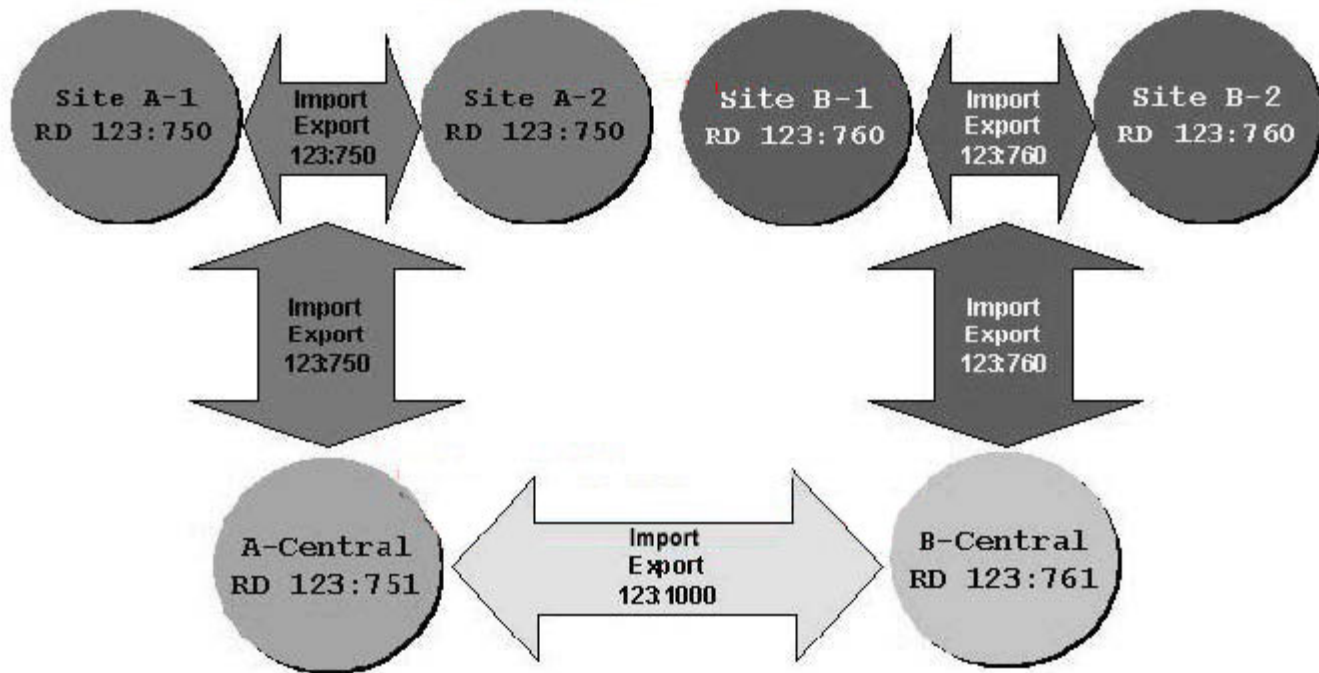 Site A-1
RD 123:750
Import
Export
123:750
Site A-2
RD 123:750
Site B-1
RD 123:760
Import
Export
123:760
Site B-2
RD 123:760
Import
Export
123:750
Import
Export
123:760
A-Central
RD 123:751
Import
Export
123:1000
B-Central
RD 123:761